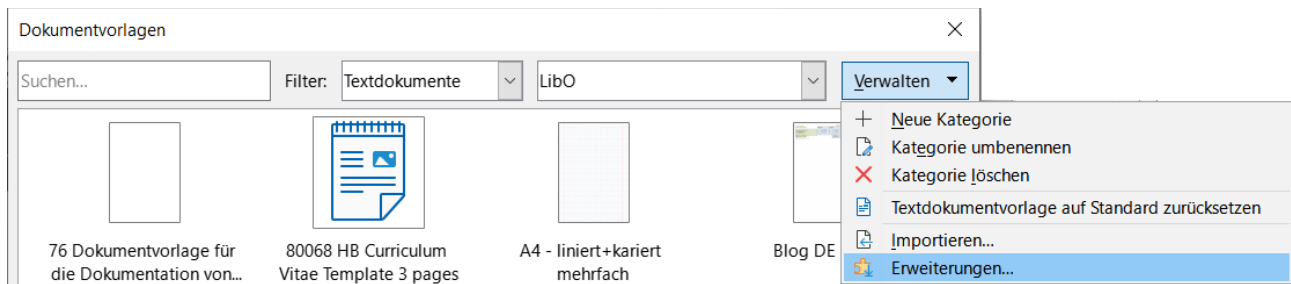 Dokumentvorlagen
Suchen...
Filter:
Textdokumente
LibO
Verwalten
Neue Kategorie
Kategorie umbenennen
Kategorie löschen
Textdokumentvorlage auf Standard zurücksetzen
Importieren...
Erweiterungen...
76 Dokumentvorlage für
die Dokumentation von...
80068 HB Curriculum
Vitae Template 3 pages
A4 - liniert+kariert
mehrfach
Blog DE